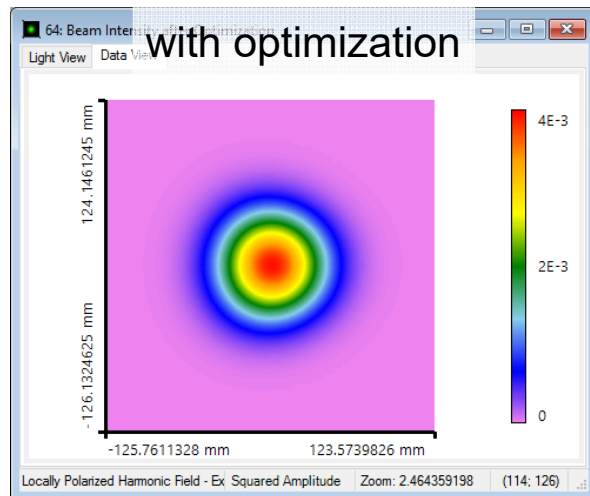 64: Beam Intensity after Optimization
with optimization
Light View Data View
124.1461245 mm
-126.1324625 mm
4E-3
2E-3
0
-125.7611328 mm 123.5739826 mm
Locally Polarized Harmonic Field - Ex Squared Amplitude Zoom: 2.464359198 (114; 126)